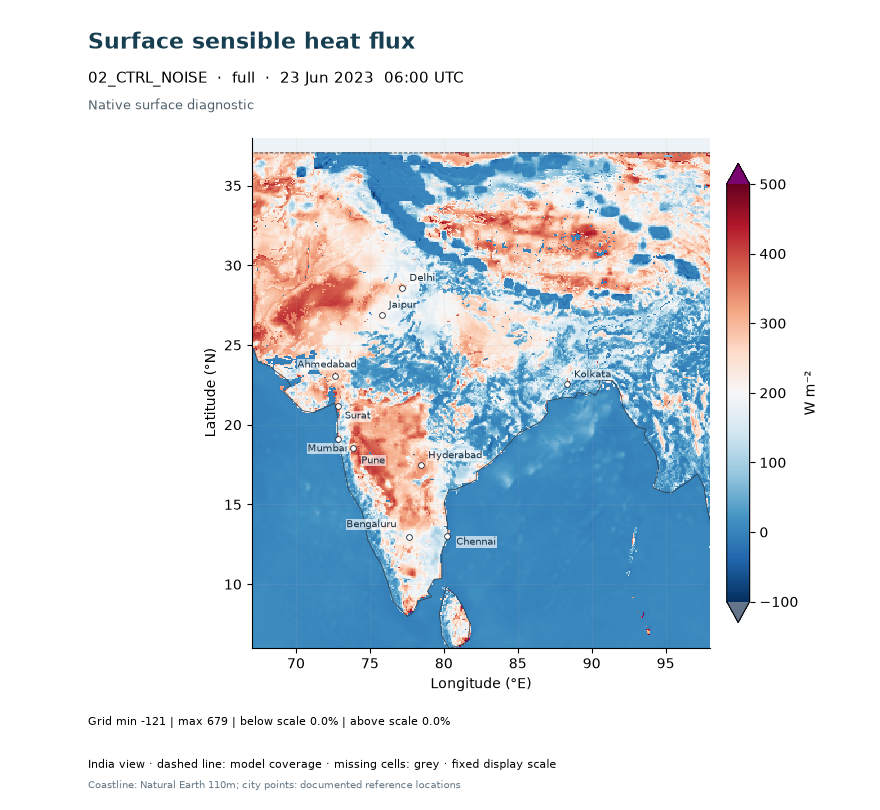 Surface sensible heat flux
02_CTRL_NOISE · full · 23 Jun 2023 06:00 UTC
Native surface diagnostic
35
30
25
20
15
10
70
75
80
85
90
95
Latitude (°N)
Longitude (°E)
Delhi
Jaipur
Ahmedabad
Kolkata
Surat
Mumbai
Pune
Hyderabad
Bengaluru
Chennai
500
400
300
200
100
0
−100
W m⁻²
Grid min -121 | max 679 | below scale 0.0% | above scale 0.0%
India view · dashed line: model coverage · missing cells: grey · fixed display scale
Coastline: Natural Earth 110m; city points: documented reference locations